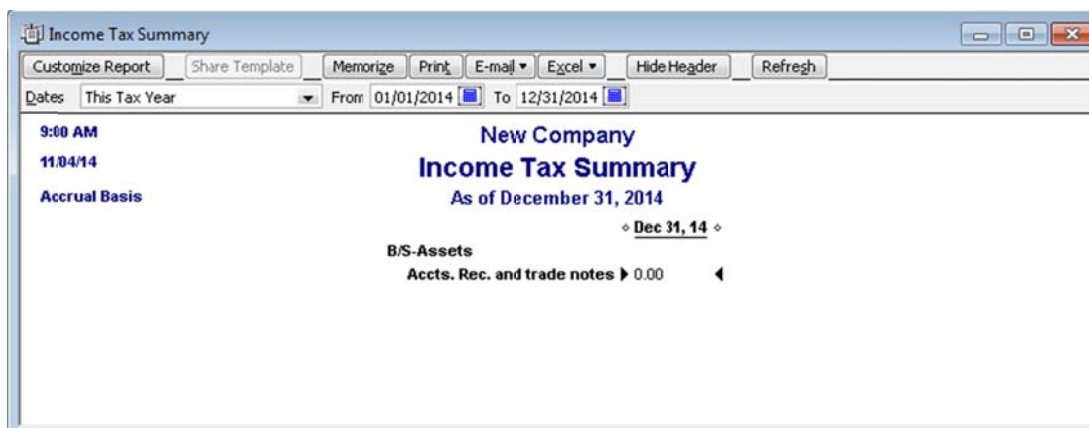 Income Tax Summary
Customize Report Share Template Memorize Print E-mail Excel Hide Header Refresh
Dates This Tax Year From 01/01/2014 To 12/31/2014
9:00 AM
New Company
11/04/14
Income Tax Summary
Accrual Basis
As of December 31, 2014
Dec 31, 14
B/S-Assets
Accts. Rec. and trade notes 0.00